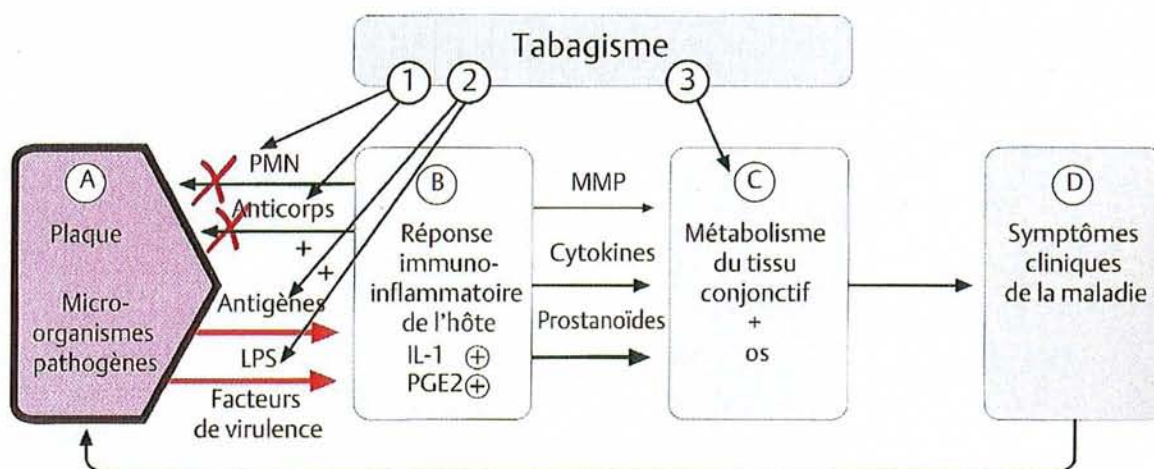 Tabagisme
1
2
3
A
Plaque
Micro-
organismes
pathogènes
PMN
Anticorps
+
+
Antigènes
LPS
Facteurs
de virulence
B
Réponse
immuno-
inflammatoire
de l'hôte
IL-1 +
PGE2 +
MMP
Cytokines
Prostanoïdes
C
Métabolisme
du tissu
conjonctif
+
os
D
Symptômes
cliniques
de la maladie